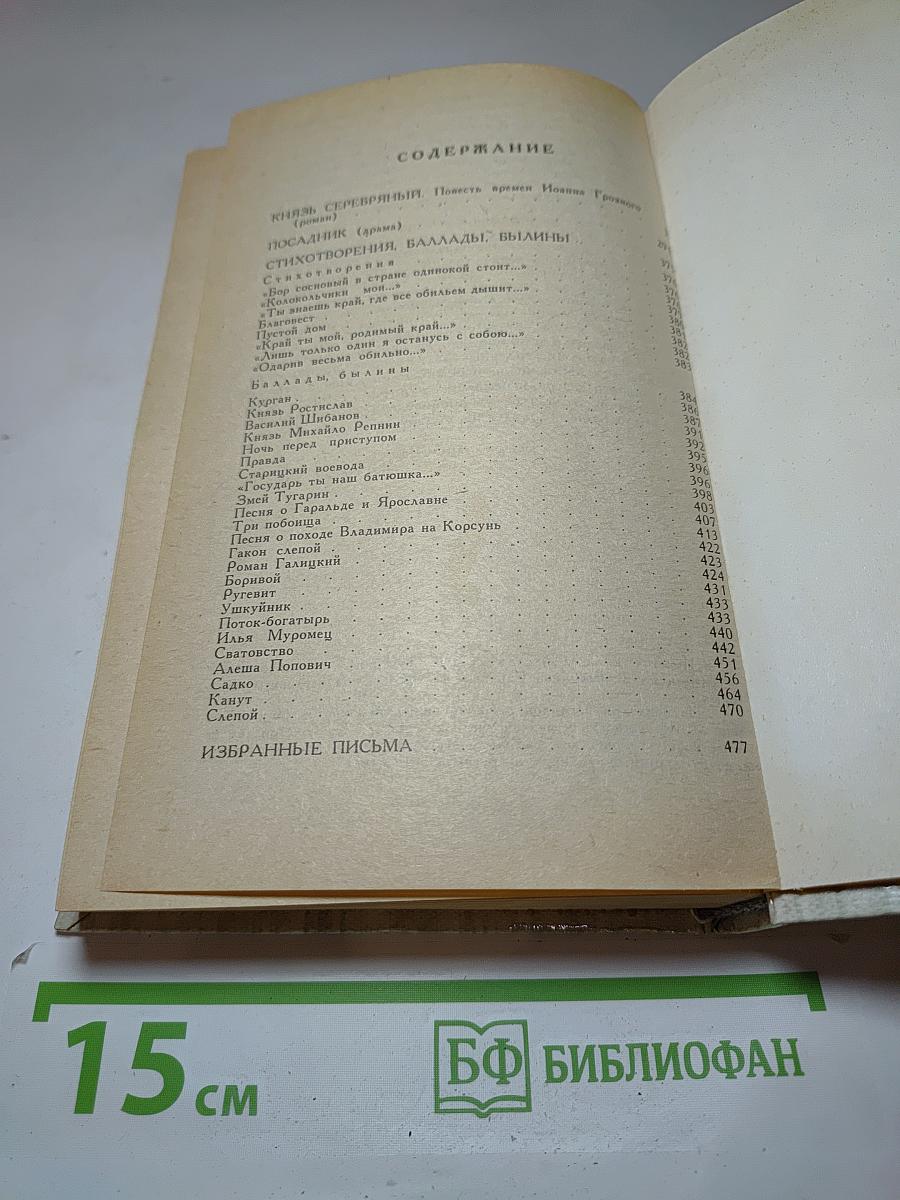 СОДЕРЖАНИЕ
КНЯЗЬ СЕРЕБРЯНЫЙ. Повесть времен Иоанна Грозного
(роман)
ПОСАДНИК (драма)
СТИХОТВОРЕНИЯ, БАЛЛАДЫ, БЫЛИНЫ
Стихотворения
«Бор сосновый в стране одинокой стоит...»
«Колокольчики мои...»
«Ты знаешь край, где все обильем дышит...»
Благовест
Пустой дом
«Край ты мой, родимый край...»
«Лишь только один я останусь с собою...»
«Одарив весьма обильно...» 383
Баллады, былины
Курган 384
Князь Ростислав 386
Василий Шибанов 387
Князь Михайло Репнин 391
Ночь перед приступом 392
Правда 395
Старицкий воевода 396
«Государь ты наш батюшка...» 396
Змей Тугарин 398
Песня о Гаральде и Ярославне 403
Три побоища 407
Песня о походе Владимира на Корсунь 413
Гакон слепой 422
Роман Галицкий 423
Боривой 424
Ругевит 431
Ушкуйник 433
Поток-богатырь 433
Илья Муромец 440
Сватовство 442
Алеша Попович 451
Садко 456
Канут 464
Слепой 470
ИЗБРАННЫЕ ПИСЬМА 477
15 см
БФ БИБЛИОФАН